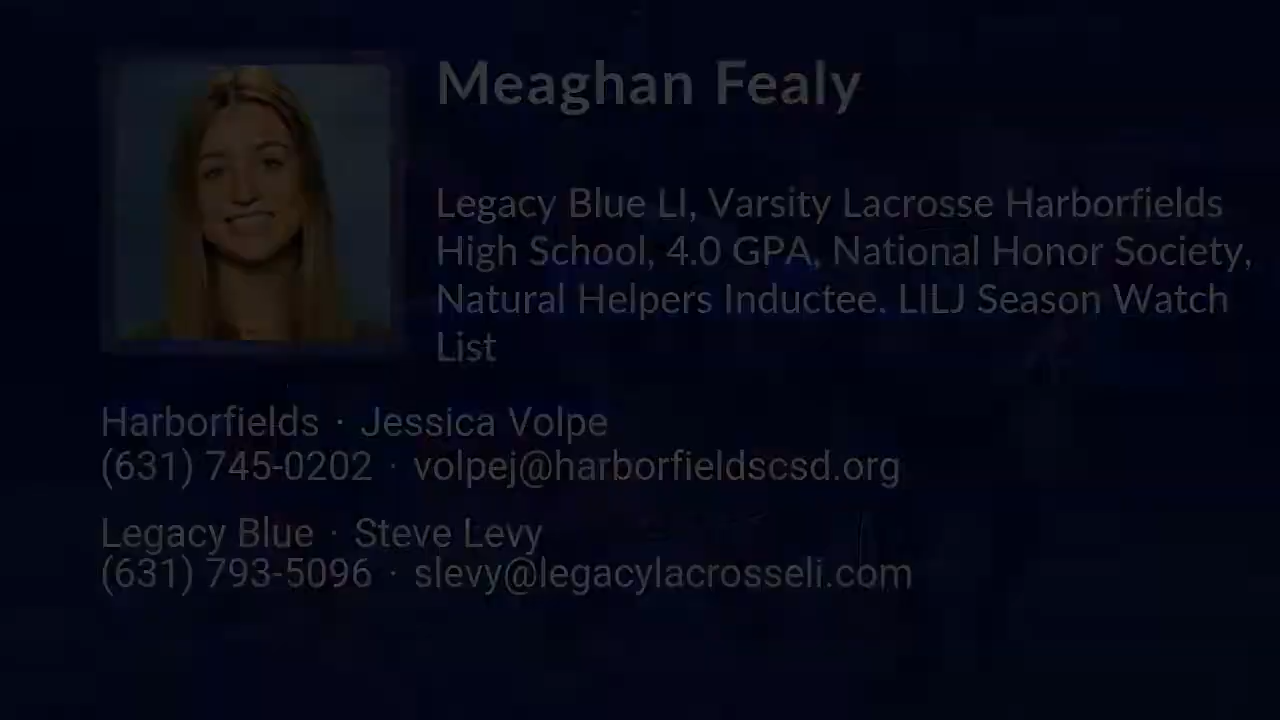 Meaghan Fealy
Legacy Blue LI, Varsity Lacrosse Harborfields
High School, 4.0 GPA, National Honor Society,
Natural Helpers Inductee. LILJ Season Watch
List
Harborfields · Jessica Volpe
(631) 745-0202 · volpej@harborfieldscsd.org
Legacy Blue · Steve Levy
(631) 793-5096 · slevy@legacylacrosseli.com